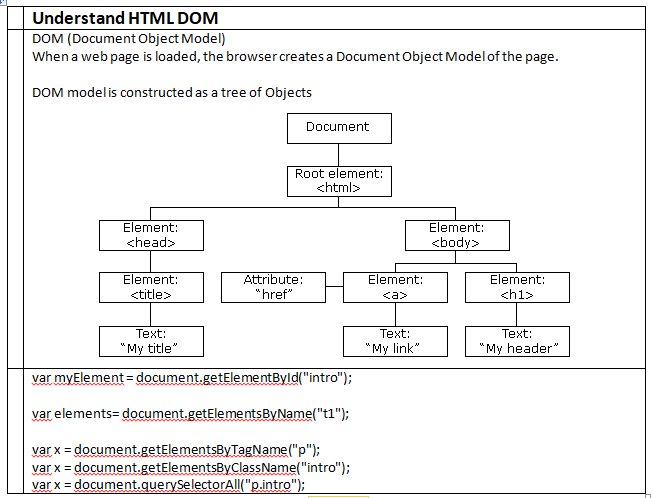 Understand HTML DOM
DOM (Document Object Model)
When a web page is loaded, the browser creates a Document Object Model of the page.
DOM model is constructed as a tree of Objects
Document
Root element:
<html>
Element:
<head>
Element:
<body>
Element:
<title>
Attribute:
“href”
Element:
<a>
Element:
<h1>
Text:
“My title”
Text:
“My link”
Text:
“My header”
var myElement = document.getElementById("intro");
var elements= document.getElementsByName("t1");
var x = document.getElementsByTagName("p");
var x = document.getElementsByClassName("intro");
var x = document.querySelectorAll("p.intro");